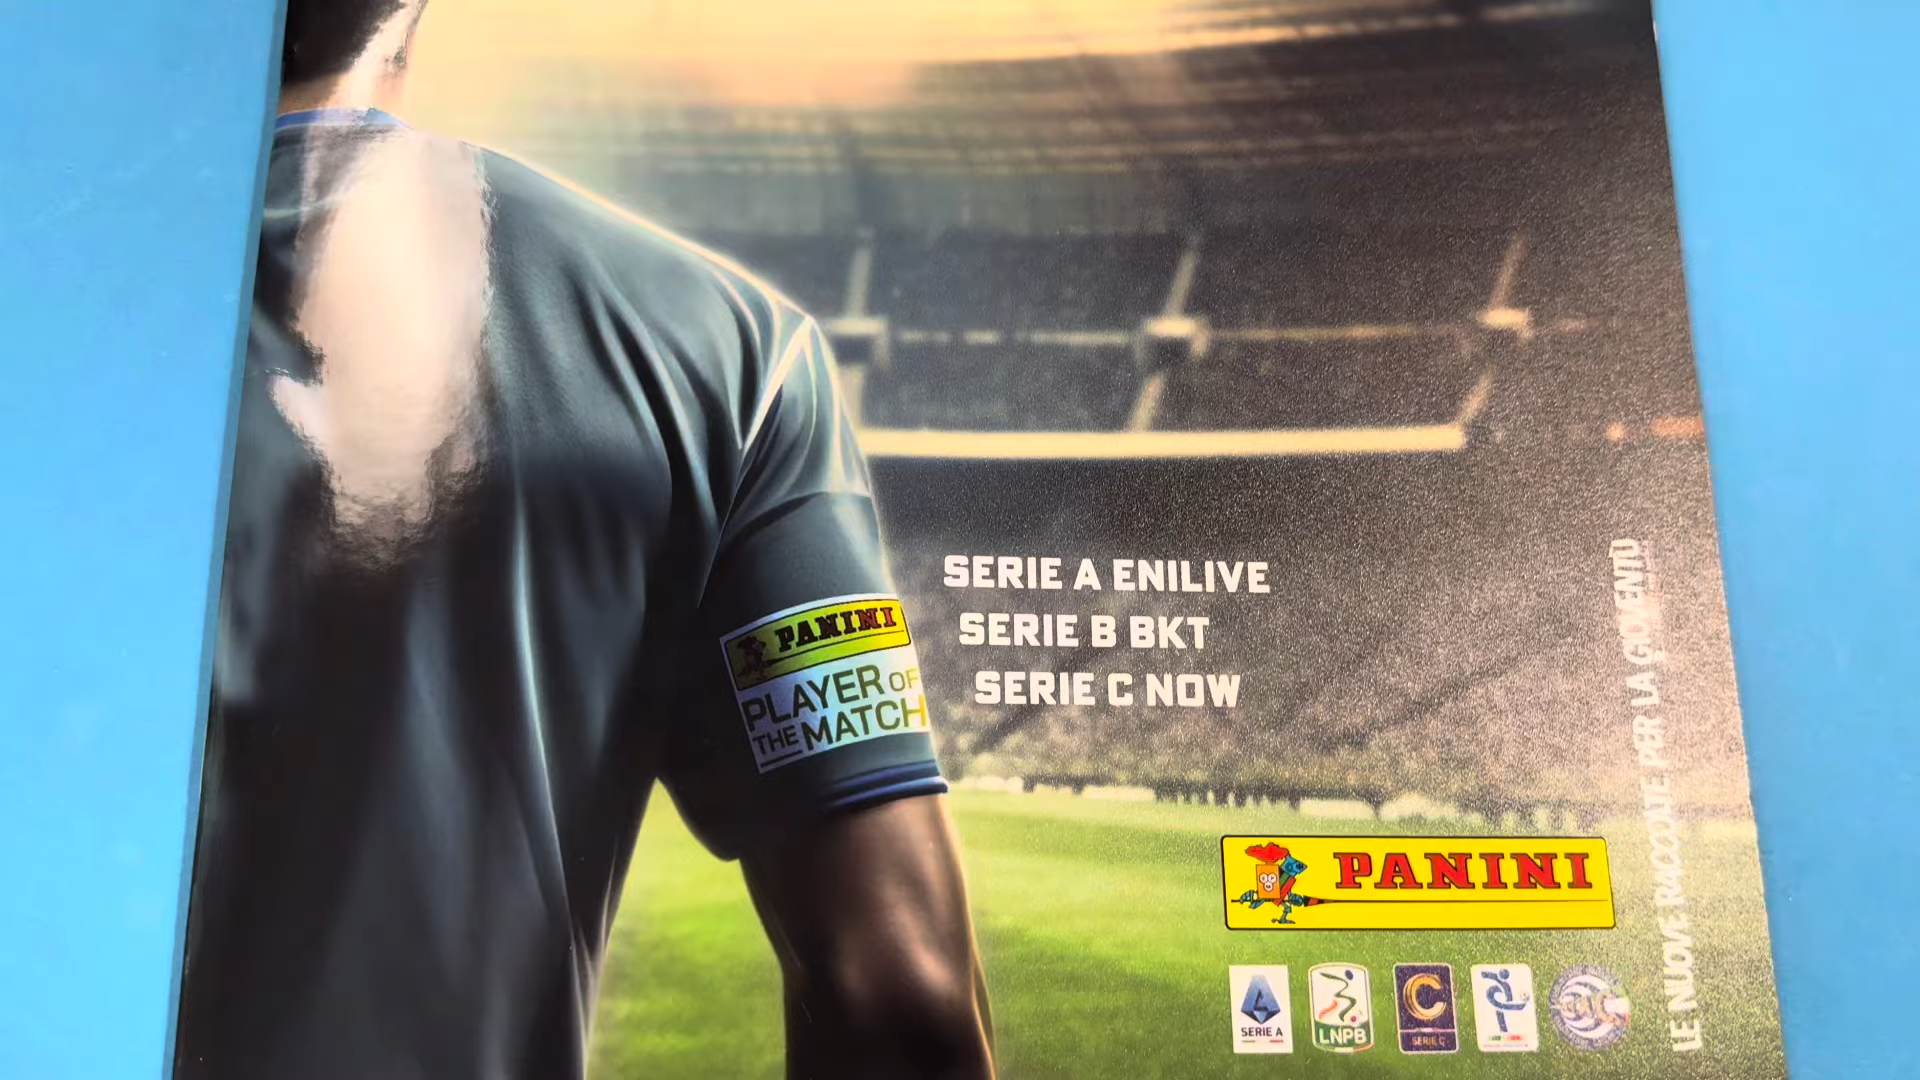 SERIE A ENILIVE
SERIE B BKT
SERIE C NOW
PANINI
PLAYER OF
THE MATCH
PANINI
SERIE A
LNPB
SERIE C
LE NUOVE RACCOLTE PER LA GIOVENTÙ